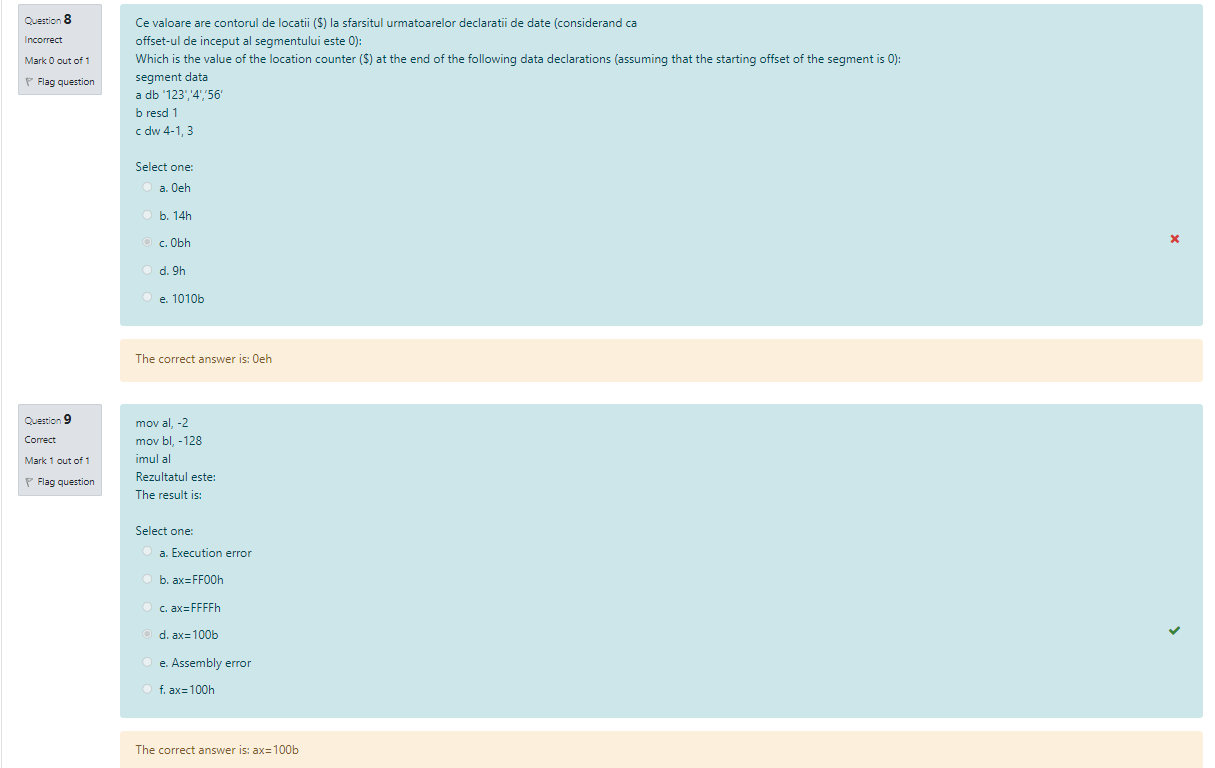 Question 8
Incorrect
Mark 0 out of 1
Flag question
Ce valoare are contorul de locatii ($) la sfarsitul urmatoarelor declaratii de date (considerand ca
offset-ul de inceput al segmentului este 0):
Which is the value of the location counter ($) at the end of the following data declarations (assuming that the starting offset of the segment is 0):
segment data
a db '123','4','56'
b resd 1
c dw 4-1, 3
Select one:
a. 0eh
b. 14h
c. 0bh
d. 9h
e. 1010b
The correct answer is: 0eh
Question 9
Correct
Mark 1 out of 1
Flag question
mov al, -2
mov bl, -128
imul al
Rezultatul este:
The result is:
Select one:
a. Execution error
b. ax=FF00h
c. ax=FFFFh
d. ax=100b
e. Assembly error
f. ax=100h
The correct answer is: ax=100b